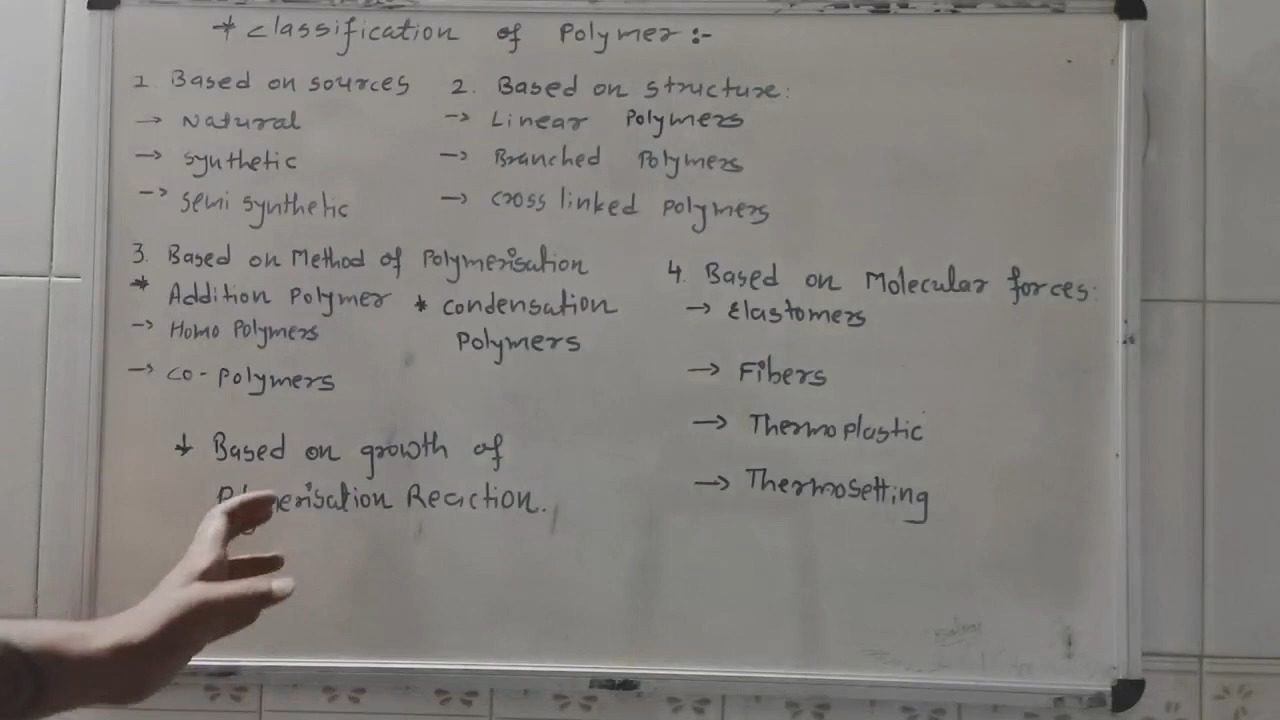 * classification of Polymer :-
1. Based on sources
→ Natural
→ synthetic
→ semi synthetic
2. Based on structure:
→ Linear Polymers
→ Branched Polymers
→ cross linked polymers
3. Based on Method of Polymerisation
* Addition Polymer
→ Homo Polymers
→ co-polymers
* condensation
Polymers
4. Based on Molecular forces:
→ Elastomers
→ Fibers
→ Thermoplastic
→ Thermosetting
* Based on growth of
Polymerisation Reaction.